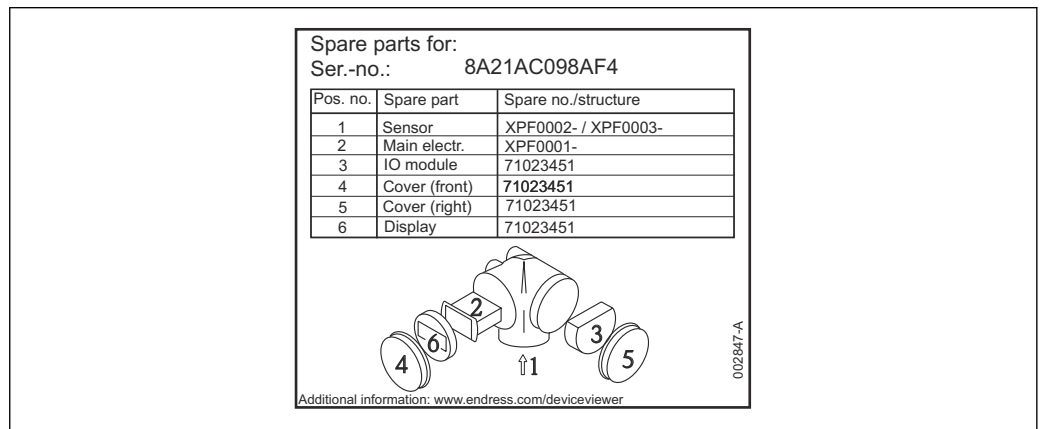 Spare parts for:
Ser.-no.: 8A21AC098AF4
Pos. no. Spare part Spare no./structure
1 Sensor XPF0002- / XPF0003-
2 Main electr. XPF0001-
3 IO module 71023451
4 Cover (front) 71023451
5 Cover (right) 71023451
6 Display 71023451
2
6
3
4
⇧1
5
002847-A
Additional information: www.endress.com/deviceviewer